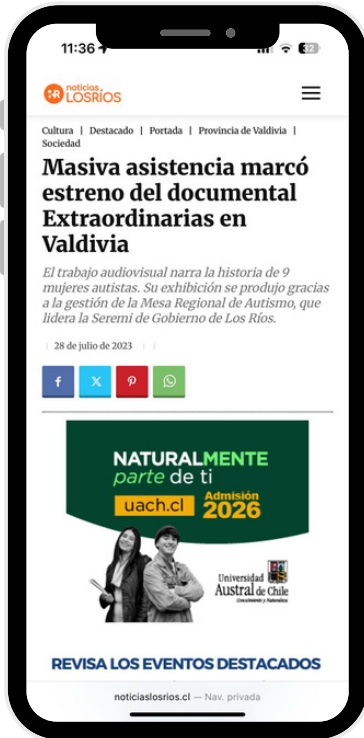 11:36
32
noticias
LOSRÍOS
Cultura | Destacado | Portada | Provincia de Valdivia |
Sociedad
Masiva asistencia marcó
estreno del documental
Extraordinarias en
Valdivia
El trabajo audiovisual narra la historia de 9
mujeres autistas. Su exhibición se produjo gracias
a la gestión de la Mesa Regional de Autismo, que
lidera la Seremi de Gobierno de Los Ríos.
28 de julio de 2023
NATURALMENTE
parte de ti
uach.cl
Admisión
2026
Universidad
Austral de Chile
Conocimiento y Naturaleza
REVISA LOS EVENTOS DESTACADOS
noticiaslosrios.cl — Nav. privada